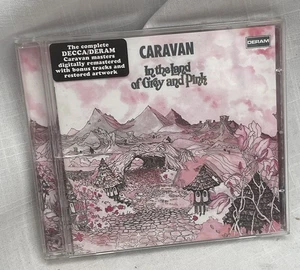 The complete
DECCA/DERAM
Caravan masters
digitally remastered
with bonus tracks and
restored artwork
CARAVAN
DERAM
In the Land
of Grey and Pink